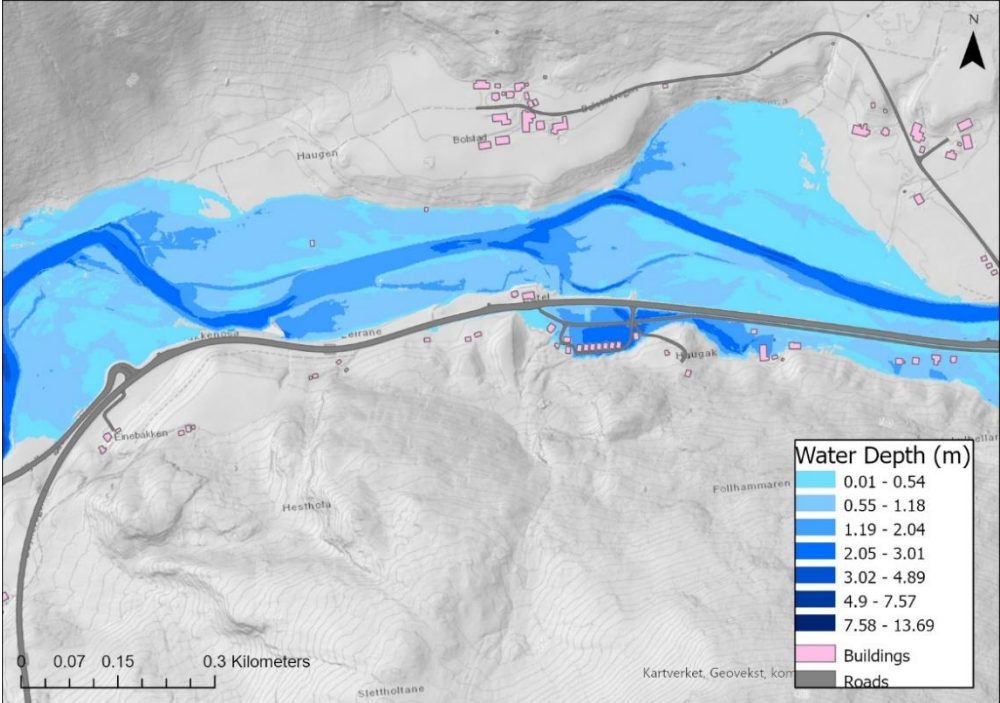 N
Bolstad
Haugen
Haugak
Einebakken
Hesthola
Follhammaren
Slettholtane
Water Depth (m)
0.01 - 0.54
0.55 - 1.18
1.19 - 2.04
2.05 - 3.01
3.02 - 4.89
4.9 - 7.57
7.58 - 13.69
Buildings
Roads
0 0.07 0.15 0.3 Kilometers
Kartverket, Geovekst, kom